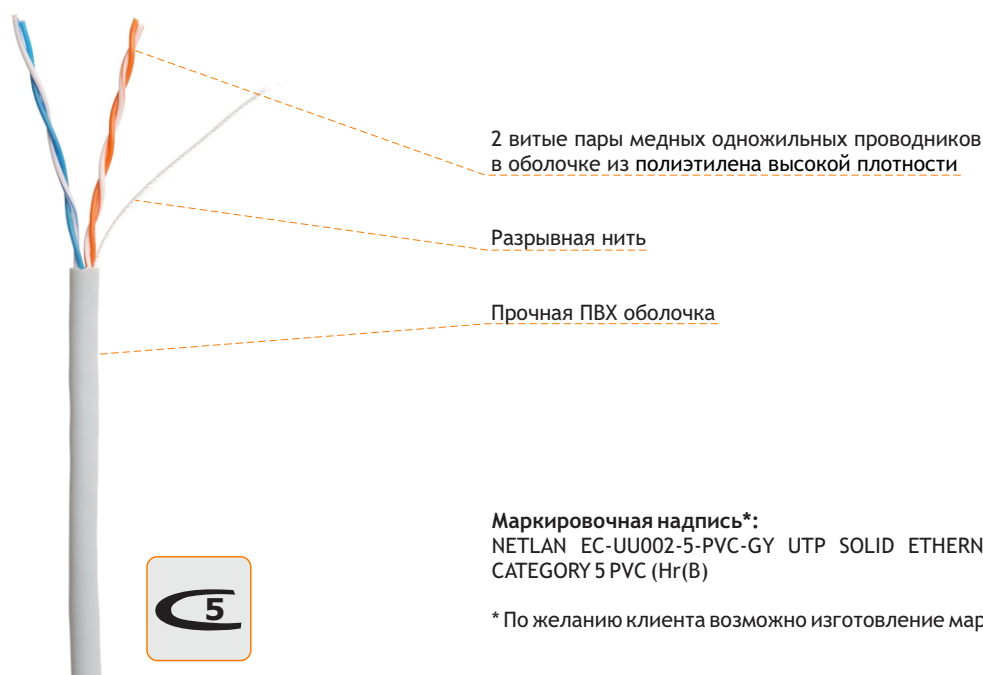 2 витые пары медных одножильных проводников
в оболочке из полиэтилена высокой плотности
Разрывная нить
Прочная ПВХ оболочка
Маркировочная надпись*:
NETLAN EC-UU002-5-PVC-GY UTP SOLID ETHERN
CATEGORY 5 PVC (Нг(В)
* По желанию клиента возможно изготовление мар
5